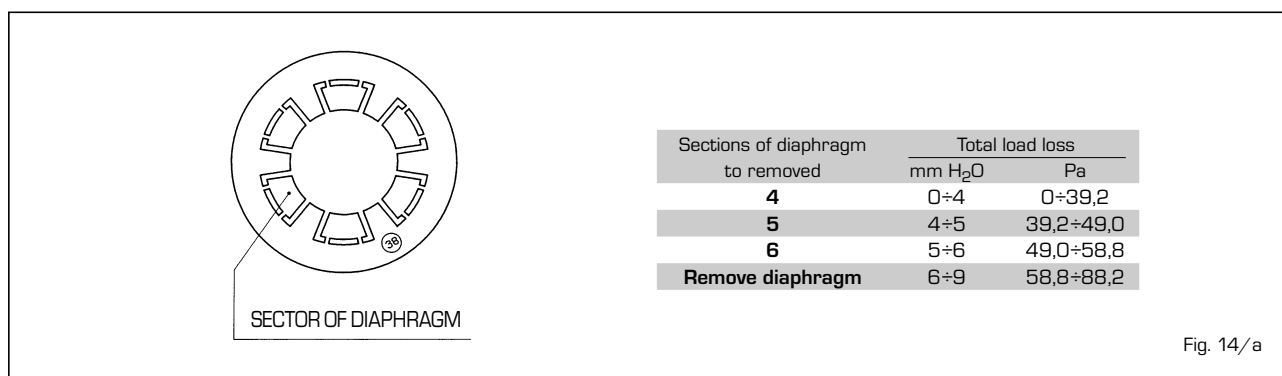 38
SECTOR OF DIAPHRAGM
Sections of diaphragm to removed Total load loss
mm H₂O Pa
4 0÷4 0÷39,2
5 4÷5 39,2÷49,0
6 5÷6 49,0÷58,8
Remove diaphragm 6÷9 58,8÷88,2
Fig. 14/a